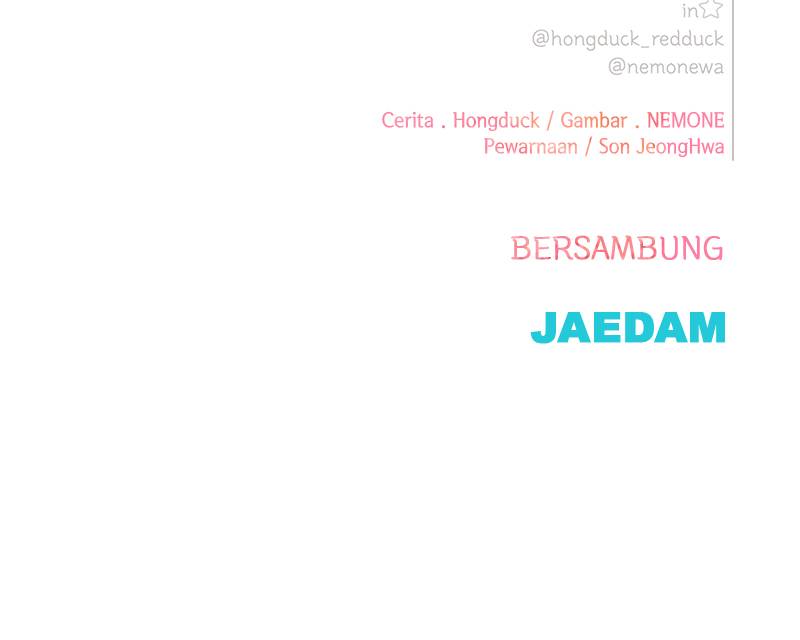 in☆
@hongduck_redduck
@nemonewa
Cerita . Hongduck / Gambar . NEMONE
Pewarnaan / Son JeongHwa
BERSAMBUNG
JAEDAM